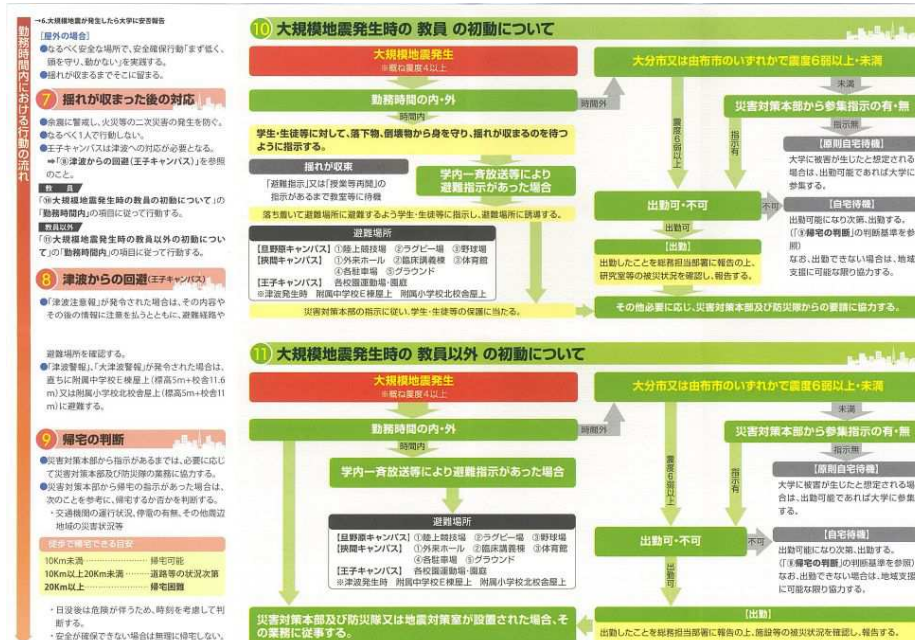 →6.大規模地震が発生したら大学に安否報告
勤務時間内における行動の流れ
[屋外の場合]
●なるべく安全な場所で、安全確保行動「まず低く、
頭を守り、動かない」を実践する。
●揺れが収まるまでそこに留まる。
7 揺れが収まった後の対応
●余震に警戒し、火災等の二次災害の発生を防ぐ。
●なるべく1人で行動しない。
●王子キャンパスは津波への対応が必要となる。
➡「⑧津波からの回避(王子キャンパス)」を参照
のこと。
教 員
「⑩大規模地震発生時の教員の初動について」の
「勤務時間内」の項目に従って行動する。
教員以外
「⑪大規模地震発生時の教員以外の初動につい
て」の「勤務時間内」の項目に従って行動する。
8 津波からの回避(王子キャンパス)
●「津波注意報」が発令された場合は、その内容や
その後の情報に注意を払うとともに、避難経路や
避難場所を確認する。
●「津波警報」、「大津波警報」が発令された場合は、
直ちに附属中学校E棟屋上(標高5m+校舎11.6
m)又は附属小学校北校舎屋上(標高5m+校舎11
m)に避難する。
9 帰宅の判断
●災害対策本部から指示があるまでは、必要に応じ
て災害対策本部及び防災隊の業務に協力する。
●災害対策本部から帰宅の指示があった場合は、
次のことを参考に、帰宅するか否かを判断する。
・交通機関の運行状況、停電の有無、その他周辺
地域の災害状況等
徒歩で帰宅できる目安
10Km未満 帰宅可能
10Km以上20Km未満 道路等の状況次第
20Km以上 帰宅困難
・日没後は危険が伴うため、時刻を考慮して判
断する。
・安全が確保できない場合は無理に帰宅しない。
10 大規模地震発生時の 教員 の初動について
大規模地震発生
※概ね震度4以上
勤務時間の内・外
時間外
時間内
学生・生徒等に対して、落下物、倒壊物から身を守り、揺れが収まるのを待つ
ように指示する。
揺れが収束
「避難指示」又は「授業等再開」の
指示があるまで教室等に待機
学内一斉放送等により
避難指示があった場合
落ち着いて避難場所に避難するよう学生・生徒等に指示し、避難場所に誘導する。
避難場所
【旦野原キャンパス】①陸上競技場 ②ラグビー場 ③野球場
【挾間キャンパス】 ①外来ホール ②臨床講義棟 ③体育館
④各駐車場 ⑤グラウンド
【王子キャンパス】 各校園運動場・園庭
※津波発生時 附属中学校E棟屋上 附属小学校北校舎屋上
災害対策本部の指示に従い、学生・生徒等の保護に当たる。
大分市又は由布市のいずれかで震度6弱以上・未満
未満
災害対策本部から参集指示の有・無
震度6弱以上
指示有
指示無
【原則自宅待機】
大学に被害が生じたと想定される
場合は、出勤可能であれば大学に
参集する。
出勤可・不可
不可
【自宅待機】
出勤可能になり次第、出勤する。
(「⑨帰宅の判断」の判断基準を参
照)
なお、出勤できない場合は、地域
支援に可能な限り協力する。
出勤可
【出勤】
出勤したことを総務担当部署に報告の上、
研究室等の被災状況を確認し、報告する。
その他必要に応じ、災害対策本部及び防災隊からの要請に協力する。
11 大規模地震発生時の 教員以外 の初動について
大規模地震発生
※概ね震度4以上
勤務時間の内・外
時間外
時間内
学内一斉放送等により避難指示があった場合
避難場所
【旦野原キャンパス】①陸上競技場 ②ラグビー場 ③野球場
【挾間キャンパス】 ①外来ホール ②臨床講義棟 ③体育館
④各駐車場 ⑤グラウンド
【王子キャンパス】 各校園運動場・園庭
※津波発生時 附属中学校E棟屋上 附属小学校北校舎屋上
災害対策本部及び防災隊又は地震対策室が設置された場合、そ
の業務に従事する。
大分市又は由布市のいずれかで震度6弱以上・未満
未満
災害対策本部から参集指示の有・無
震度6弱以上
指示有
指示無
【原則自宅待機】
大学に被害が生じたと想定される場
合は、出勤可能であれば大学に参集
する。
出勤可・不可
不可
【自宅待機】
出勤可能になり次第、出勤する。
(「⑨帰宅の判断」の判断基準を参照)
なお、出勤できない場合は、地域支援
に可能な限り協力する。
出勤可
【出勤】
出勤したことを総務担当部署に報告の上、施設等の被災状況を確認し、報告する。